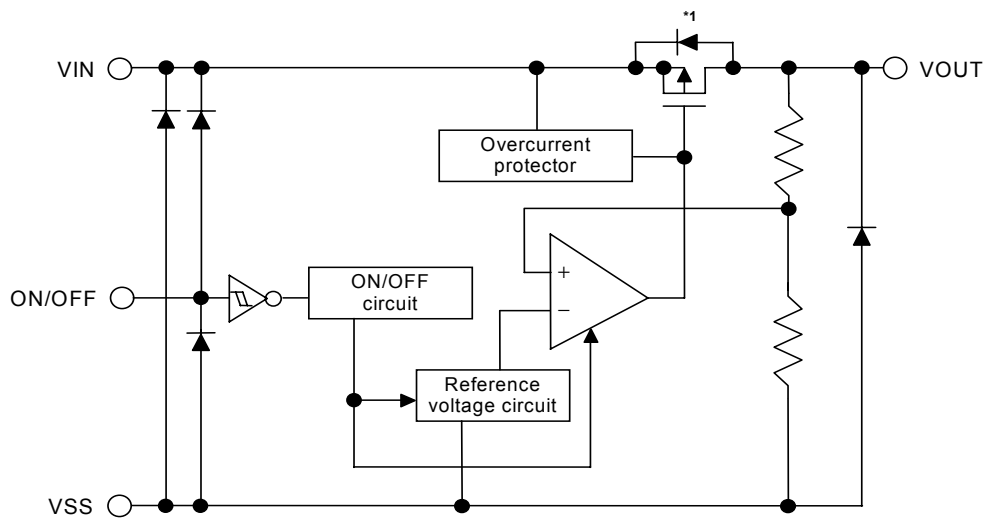 *1
VIN
VOUT
Overcurrent
protector
+
ON/OFF
ON/OFF
circuit
−
Reference
voltage circuit
VSS